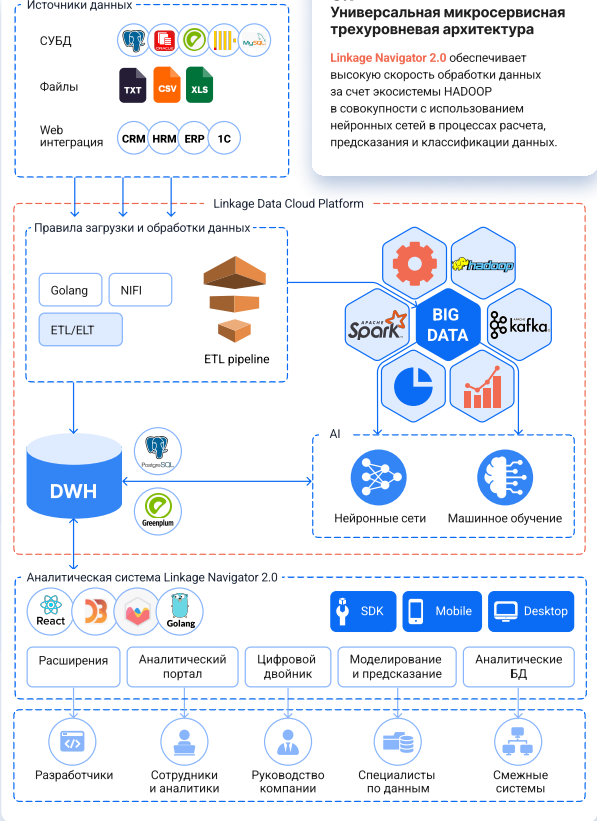 Источники данных
СУБД
ORACLE
MySQL
Файлы
TXT
CSV
XLS
Web
интеграция
CRM
HRM
ERP
1C
Универсальная микросервисная
трехуровневая архитектура
Linkage Navigator 2.0 обеспечивает
высокую скорость обработки данных
за счет экосистемы HADOOP
в совокупности с использованием
нейронных сетей в процессах расчета,
предсказания и классификации данных.
Linkage Data Cloud Platform
Правила загрузки и обработки данных
Golang
NIFI
ETL/ELT
ETL pipeline
hadoop
APACHE
Spark
BIG
DATA
APACHE
kafka
DWH
PostgreSQL
Greenplum
AI
Нейронные сети
Машинное обучение
Аналитическая система Linkage Navigator 2.0
React
Golang
SDK
Mobile
Desktop
Расширения
Аналитический
портал
Цифровой
двойник
Моделирование
и предсказание
Аналитические
БД
Разработчики
Сотрудники
и аналитики
Руководство
компании
Специалисты
по данным
Смежные
системы